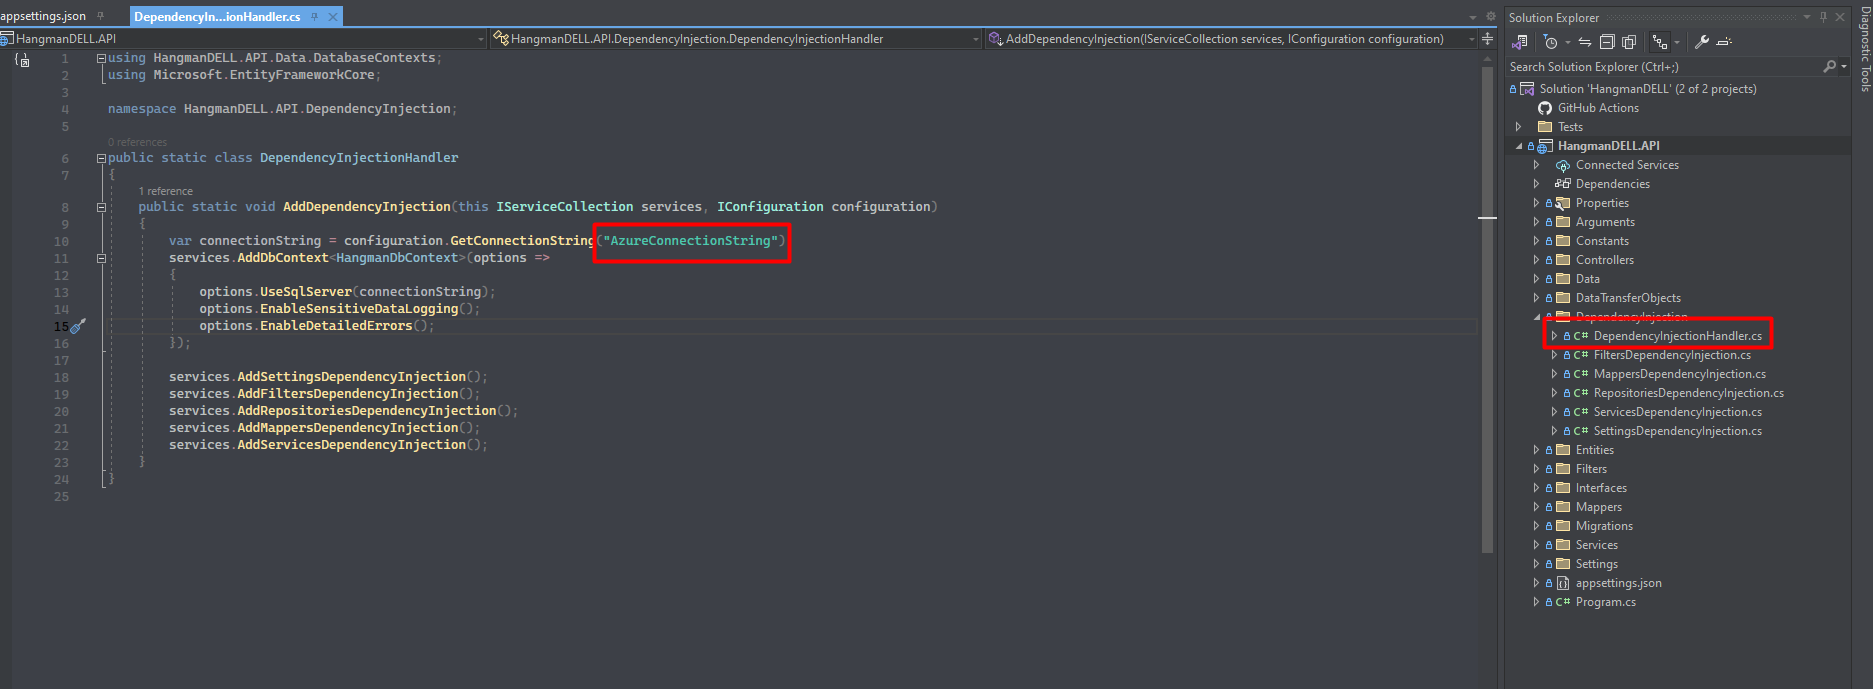 appsettings.json
DependencyIn...ionHandler.cs
HangmanDELL.API
HangmanDELL.API.DependencyInjection.DependencyInjectionHandler
AddDependencyInjection(IServiceCollection services, IConfiguration configuration)
1 using HangmanDELL.API.Data.DatabaseContexts;
2 using Microsoft.EntityFrameworkCore;
3
4 namespace HangmanDELL.API.DependencyInjection;
5
0 references
6 public static class DependencyInjectionHandler
7 {
1 reference
8 public static void AddDependencyInjection(this IServiceCollection services, IConfiguration configuration)
9 {
10 var connectionString = configuration.GetConnectionString("AzureConnectionString")
11 services.AddDbContext<HangmanDbContext>(options =>
12 {
13 options.UseSqlServer(connectionString);
14 options.EnableSensitiveDataLogging();
15 options.EnableDetailedErrors();
16 });
17
18 services.AddSettingsDependencyInjection();
19 services.AddFiltersDependencyInjection();
20 services.AddRepositoriesDependencyInjection();
21 services.AddMappersDependencyInjection();
22 services.AddServicesDependencyInjection();
23 }
24 }
25
Solution Explorer
Search Solution Explorer (Ctrl+;)
Solution 'HangmanDELL' (2 of 2 projects)
GitHub Actions
Tests
HangmanDELL.API
Connected Services
Dependencies
Properties
Arguments
Constants
Controllers
Data
DataTransferObjects
DependencyInjection
C# DependencyInjectionHandler.cs
C# FiltersDependencyInjection.cs
C# MappersDependencyInjection.cs
C# RepositoriesDependencyInjection.cs
C# ServicesDependencyInjection.cs
C# SettingsDependencyInjection.cs
Entities
Filters
Interfaces
Mappers
Migrations
Services
Settings
appsettings.json
C# Program.cs
Diagnostic Tools